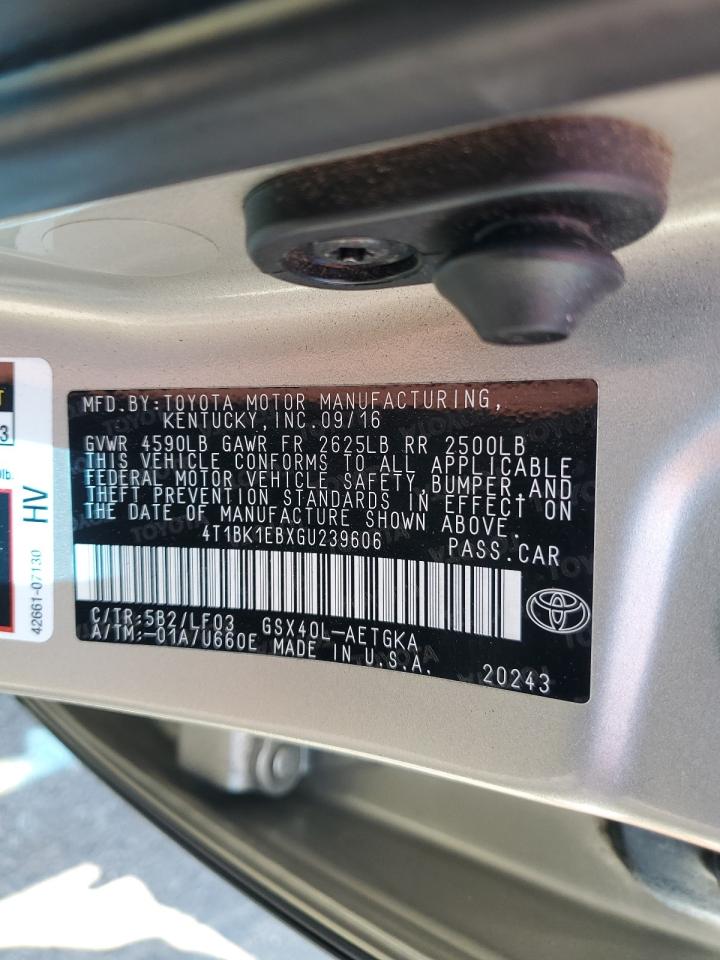 MFD.BY:TOYOTA MOTOR MANUFACTURING,
KENTUCKY,INC.09/16
GVWR 4590LB GAWR FR 2625LB RR 2500LB
THIS VEHICLE CONFORMS TO ALL APPLICABLE
FEDERAL MOTOR VEHICLE SAFETY,BUMPER,AND
THEFT PREVENTION STANDARDS IN EFFECT ON
THE DATE OF MANUFACTURE SHOWN ABOVE.
4T1BK1EBXGU239606 PASS.CAR
C/TR:5B2/LF03 GSX40L-AETGKA
A/TM:-01A/U660E MADE IN U.S.A. 20243
T
3
lb.
HV
42661-07130